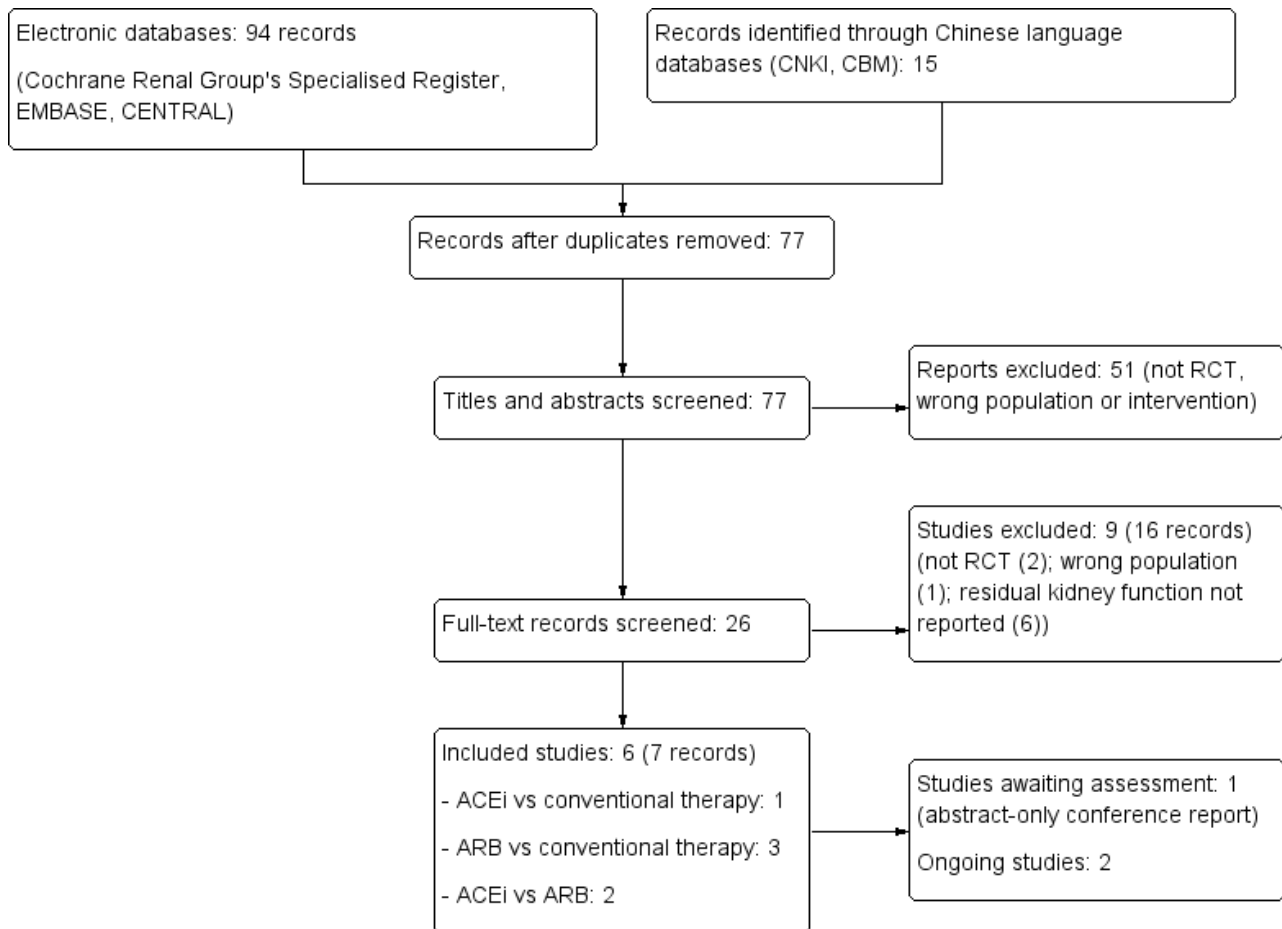 Electronic databases: 94 records
(Cochrane Renal Group's Specialised Register,
EMBASE, CENTRAL)
Records identified through Chinese language
databases (CNKI, CBM): 15
Records after duplicates removed: 77
Titles and abstracts screened: 77
Reports excluded: 51 (not RCT,
wrong population or intervention)
Full-text records screened: 26
Studies excluded: 9 (16 records)
(not RCT (2); wrong population
(1); residual kidney function not
reported (6))
Included studies: 6 (7 records)
- ACEi vs conventional therapy: 1
- ARB vs conventional therapy: 3
- ACEi vs ARB: 2
Studies awaiting assessment: 1
(abstract-only conference report)
Ongoing studies: 2